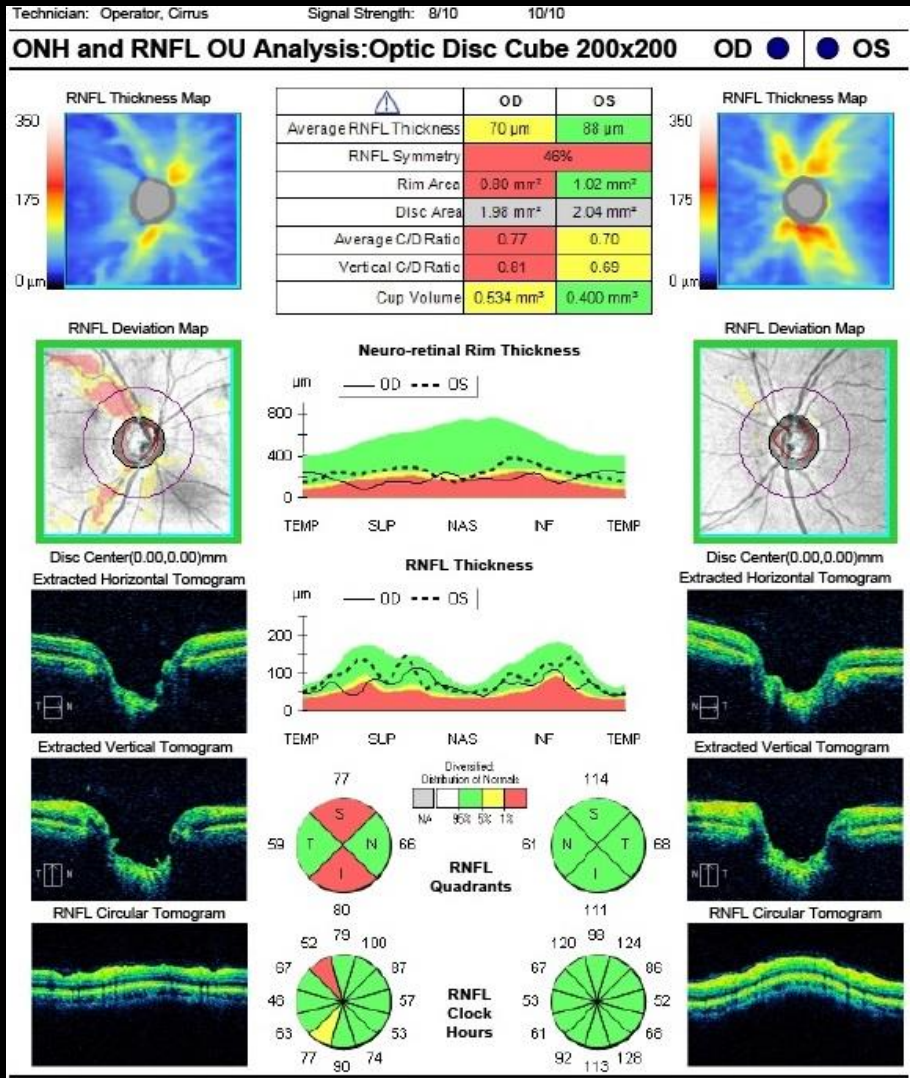 Technician: Operator, Cirrus Signal Strength: 8/10 10/10
ONH and RNFL OU Analysis:Optic Disc Cube 200x200 OD OS
RNFL Thickness Map
350
175
0 µm
OD OS
Average RNFL Thickness 70 µm 88 µm
RNFL Symmetry 46%
Rim Area 0.80 mm² 1.02 mm²
Disc Area 1.98 mm² 2.04 mm²
Average C/D Ratio 0.77 0.70
Vertical C/D Ratio 0.81 0.69
Cup Volume 0.534 mm³ 0.400 mm³
RNFL Thickness Map
350
175
0 µm
RNFL Deviation Map
Disc Center(0.00,0.00)mm
Neuro-retinal Rim Thickness
µm OD OS
800
400
0
TEMP SUP NAS INF TEMP
RNFL Deviation Map
Disc Center(0.00,0.00)mm
Extracted Horizontal Tomogram
T N
RNFL Thickness
µm OD OS
200
100
0
TEMP SUP NAS INF TEMP
Extracted Horizontal Tomogram
N T
Extracted Vertical Tomogram
T N
Diversified:
Distribution of Normals
NA 95% 5% 1%
77
59 S T N I 66
80
RNFL
Quadrants
114
61 S N T I 68
111
Extracted Vertical Tomogram
N T
RNFL Circular Tomogram
52 79 100
67 87
46 57
63 53
77 90 74
RNFL
Clock
Hours
120 98 124
67 86
53 52
61 66
92 113 128
RNFL Circular Tomogram